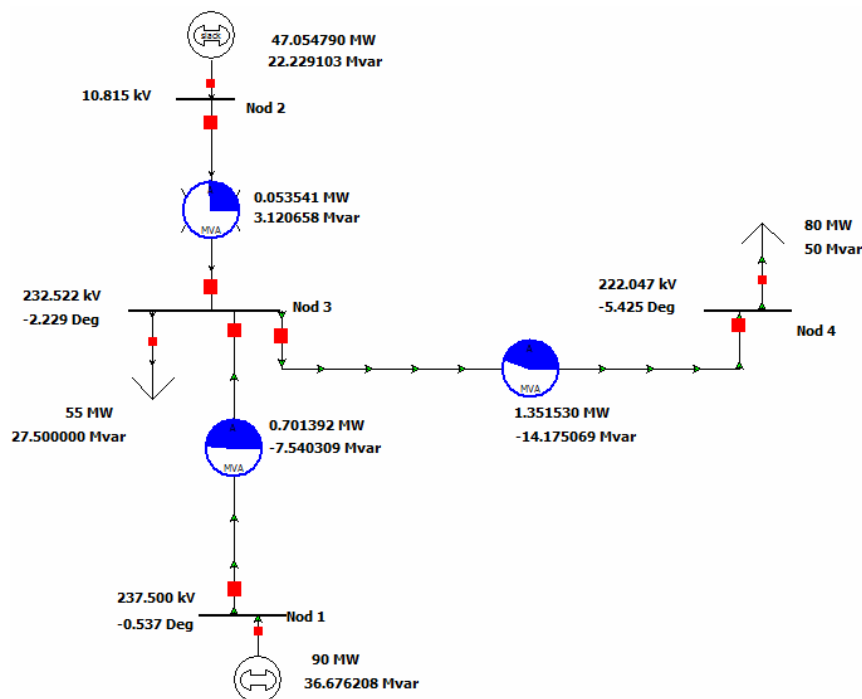 slack
47.054790 MW
22.229103 Mvar
10.815 kV
Nod 2
0.053541 MW
3.120658 Mvar
MVA
80 MW
50 Mvar
232.522 kV
-2.229 Deg
Nod 3
222.047 kV
-5.425 Deg
Nod 4
MVA
55 MW
27.500000 Mvar
0.701392 MW
-7.540309 Mvar
MVA
1.351530 MW
-14.175069 Mvar
237.500 kV
-0.537 Deg
Nod 1
90 MW
36.676208 Mvar